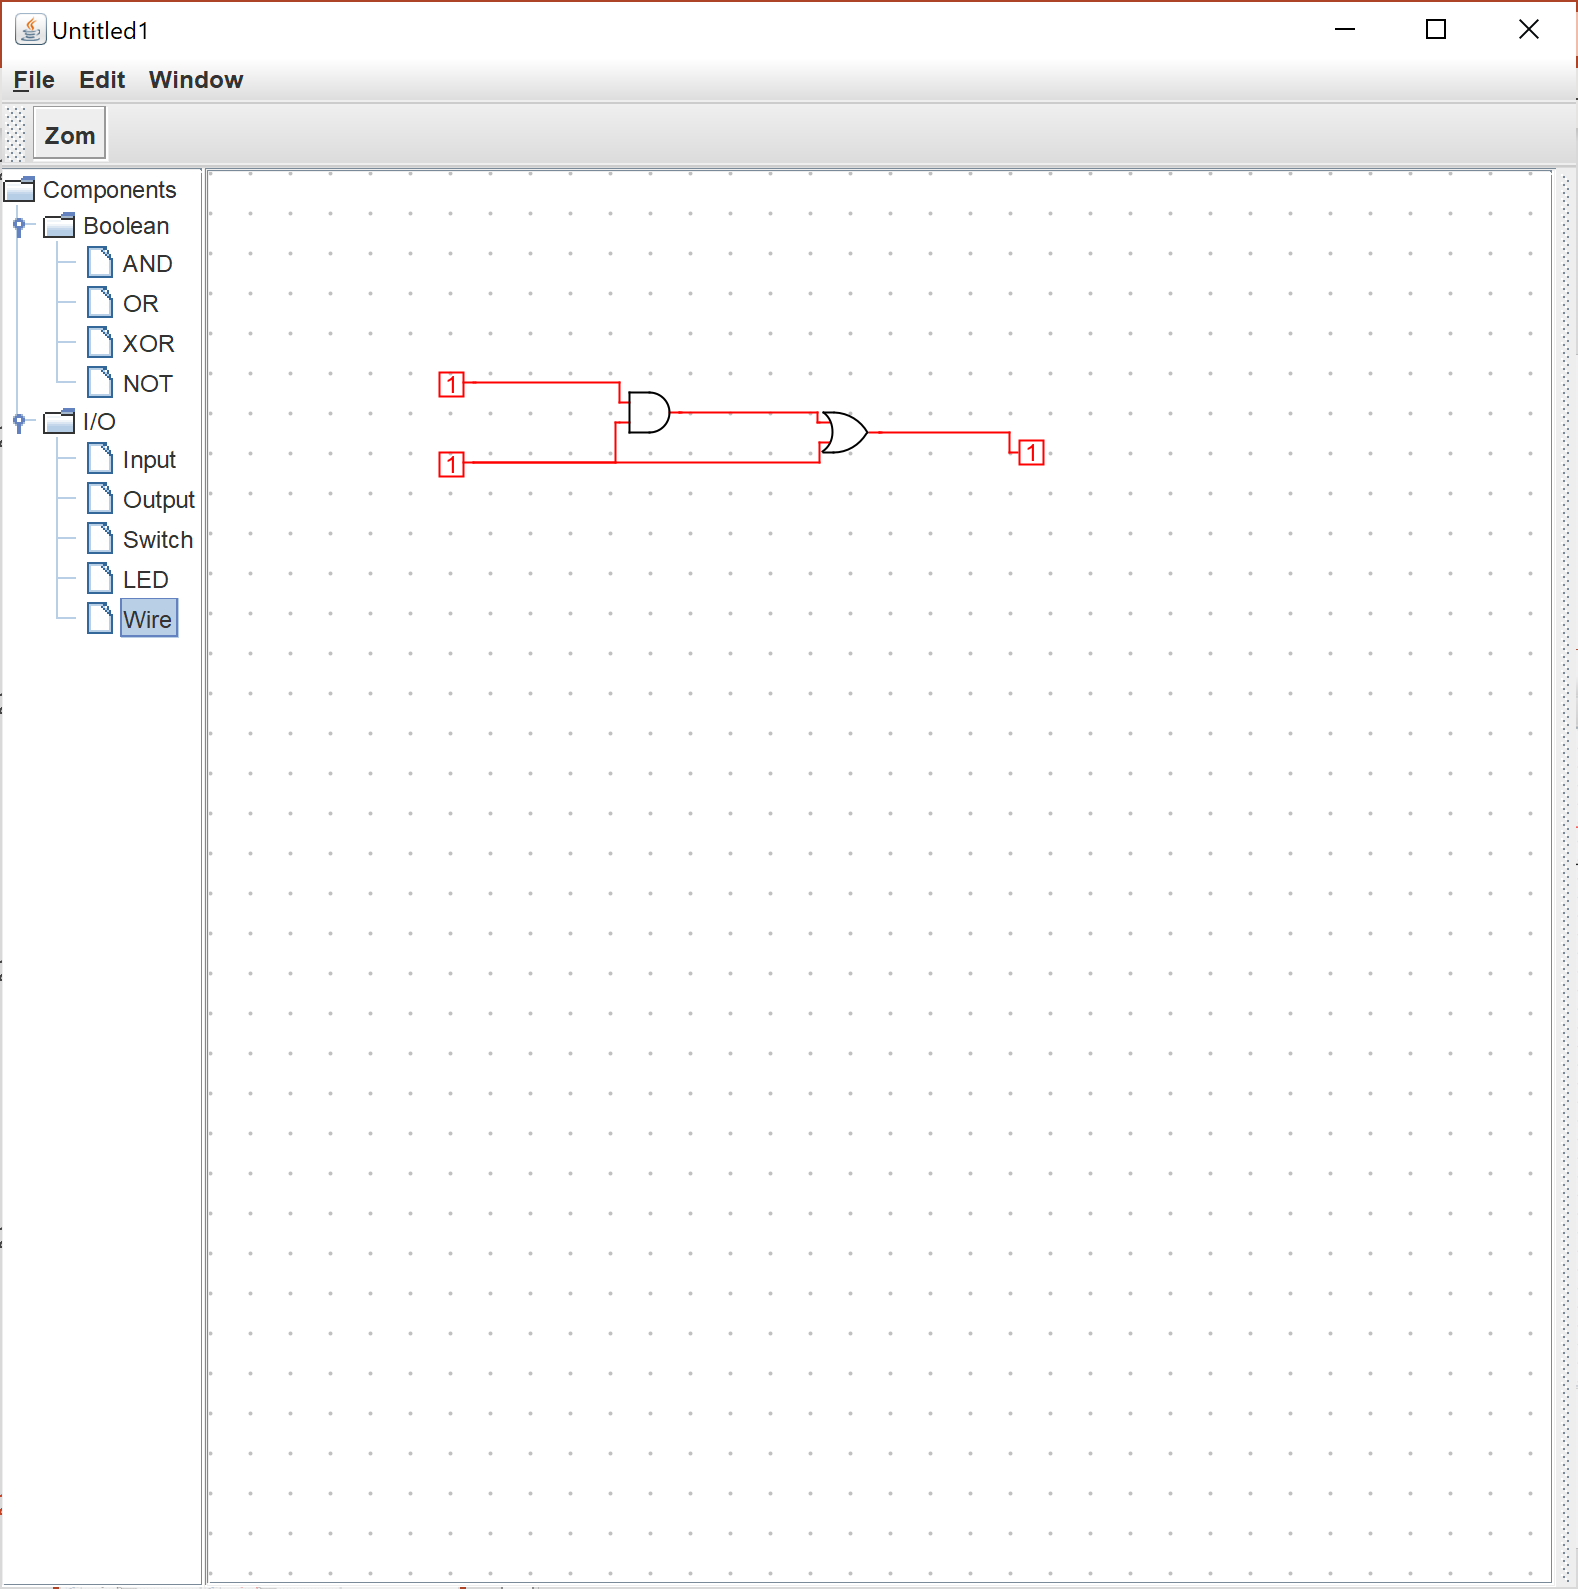 Untitled1
File Edit Window
Zom
Components
Boolean
AND
OR
XOR
NOT
I/O
Input
Output
Switch
LED
Wire
1
1
1